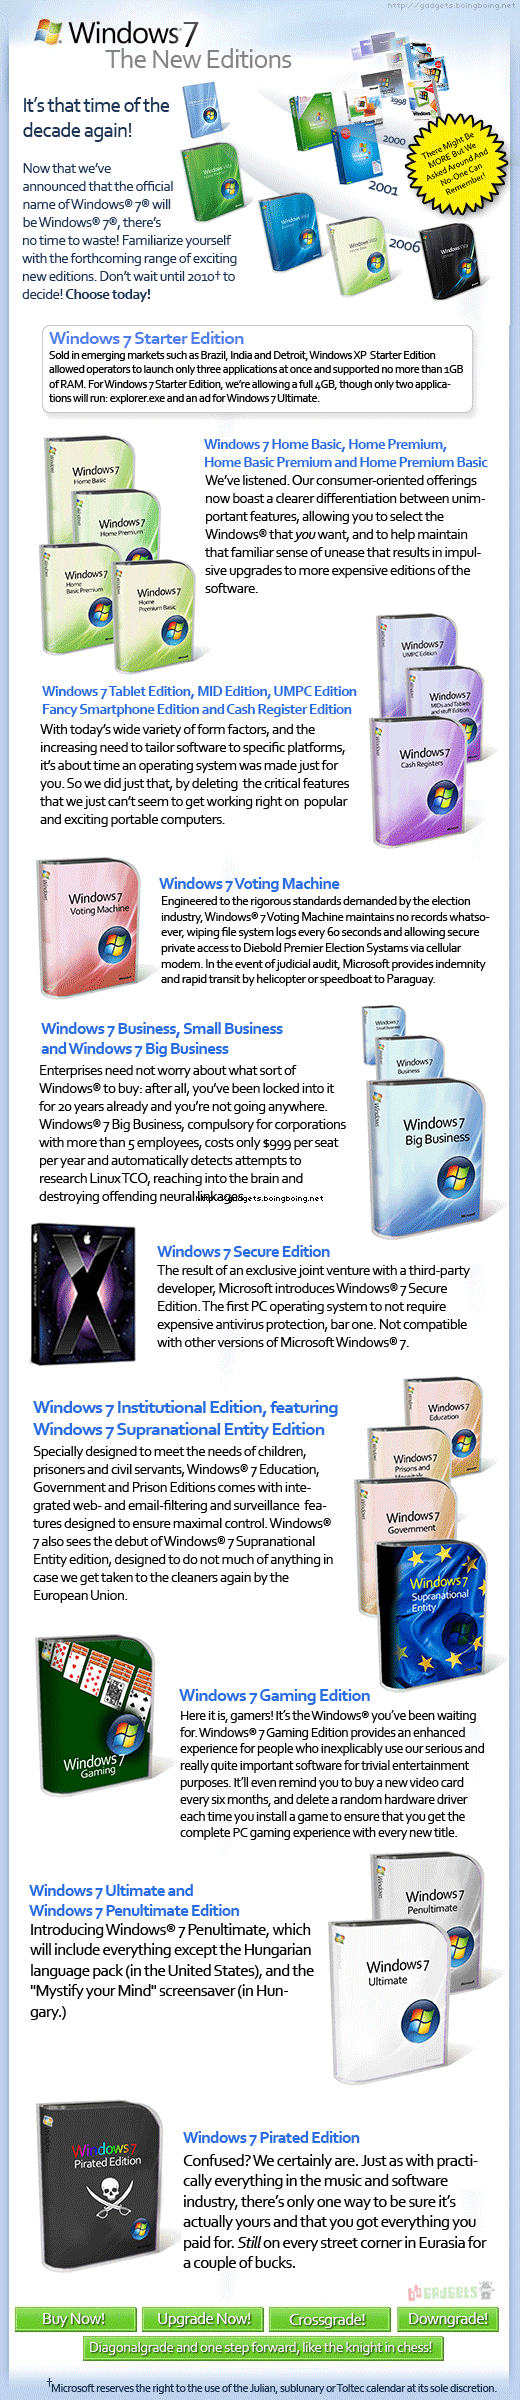 http://gadgets.boingboing.net
Windows 7
The New Editions
It's that time of the
decade again!
1998
2000
2001
2006
There Might Be
MORE But We
Asked Around And
No-One Can
Remember!
Now that we've
announced that the official
name of Windows® 7® will
be Windows® 7®, there's
no time to waste! Familiarize yourself
with the forthcoming range of exciting
new editions. Don't wait until 2010† to
decide! Choose today!
Windows 7 Starter Edition
Sold in emerging markets such as Brazil, India and Detroit, Windows XP Starter Edition
allowed operators to launch only three applications at once and supported no more than 1GB
of RAM. For Windows 7 Starter Edition, we're allowing a full 4GB, though only two applica-
tions will run: explorer.exe and an ad for Windows 7 Ultimate.
Windows 7
Home Basic
Windows 7
Home Premium
Windows 7
Home
Basic Premium
Windows 7
Home
Premium Basic
Windows 7 Home Basic, Home Premium,
Home Basic Premium and Home Premium Basic
We've listened. Our consumer-oriented offerings
now boast a clearer differentiation between unim-
portant features, allowing you to select the
Windows® that you want, and to help maintain
that familiar sense of unease that results in impul-
sive upgrades to more expensive editions of the
software.
Windows 7
UMPC Edition
Windows 7
MIDs and Tablets
and stuff Edition
Windows 7
Cash Registers
Windows 7 Tablet Edition, MID Edition, UMPC Edition
Fancy Smartphone Edition and Cash Register Edition
With today's wide variety of form factors, and the
increasing need to tailor software to specific platforms,
it's about time an operating system was made just for
you. So we did just that, by deleting the critical features
that we just can't seem to get working right on popular
and exciting portable computers.
Windows 7
Voting Machine
Windows 7 Voting Machine
Engineered to the rigorous standards demanded by the election
industry, Windows® 7 Voting Machine maintains no records whatso-
ever, wiping file system logs every 60 seconds and allowing secure
private access to Diebold Premier Election Systams via cellular
modem. In the event of judicial audit, Microsoft provides indemnity
and rapid transit by helicopter or speedboat to Paraguay.
Windows 7
Small Business
Windows 7
Business
Windows 7
Big Business
Windows 7 Business, Small Business
and Windows 7 Big Business
Enterprises need not worry about what sort of
Windows® to buy: after all, you've been locked into it
for 20 years already and you're not going anywhere.
Windows® 7 Big Business, compulsory for corporations
with more than 5 employees, costs only $999 per seat
per year and automatically detects attempts to
research Linux TCO, reaching into the brain and
destroying offending neural linkages.
http://gadgets.boingboing.net
X
Windows 7 Secure Edition
The result of an exclusive joint venture with a third-party
developer, Microsoft introduces Windows® 7 Secure
Edition. The first PC operating system to not require
expensive antivirus protection, bar one. Not compatible
with other versions of Microsoft Windows® 7.
Windows 7
Education
Windows 7
Prisons and
Hospitals
Windows 7
Government
Windows 7
Supranational
Entity
Windows 7 Institutional Edition, featuring
Windows 7 Supranational Entity Edition
Specially designed to meet the needs of children,
prisoners and civil servants, Windows® 7 Education,
Government and Prison Editions comes with inte-
grated web- and email-filtering and surveillance fea-
tures designed to ensure maximal control. Windows®
7 also sees the debut of Windows® 7 Supranational
Entity edition, designed to do not much of anything in
case we get taken to the cleaners again by the
European Union.
Windows 7
Gaming
Windows 7 Gaming Edition
Here it is, gamers! It's the Windows® you've been waiting
for. Windows® 7 Gaming Edition provides an enhanced
experience for people who inexplicably use our serious and
really quite important software for trivial entertainment
purposes. It'll even remind you to buy a new video card
every six months, and delete a random hardware driver
each time you install a game to ensure that you get the
complete PC gaming experience with every new title.
Windows 7
Penultimate
Windows 7
Ultimate
Windows 7 Ultimate and
Windows 7 Penultimate Edition
Introducing Windows® 7 Penultimate, which
will include everything except the Hungarian
language pack (in the United States), and the
"Mystify your Mind" screensaver (in Hun-
gary.)
Windows 7
Pirated Edition
Windows 7 Pirated Edition
Confused? We certainly are. Just as with practi-
cally everything in the music and software
industry, there's only one way to be sure it's
actually yours and that you got everything you
paid for. Still on every street corner in Eurasia for
a couple of bucks.
bb GADGETS
Buy Now!
Upgrade Now!
Crossgrade!
Downgrade!
Diagonalgrade and one step forward, like the knight in chess!
†Microsoft reserves the right to the use of the Julian, sublunary or Toltec calendar at its sole discretion.